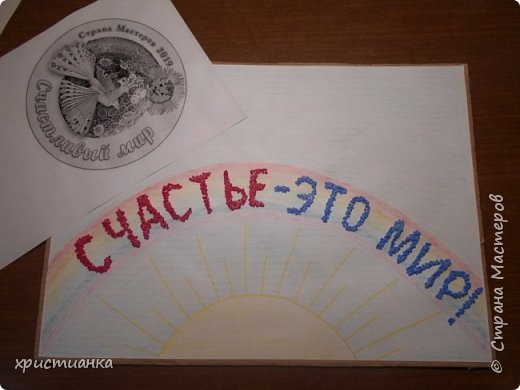 Страна Мастеров 2019
Счастливый мир
СЧАСТЬЕ-ЭТО МИР!
христианка
© Страна Мастеров